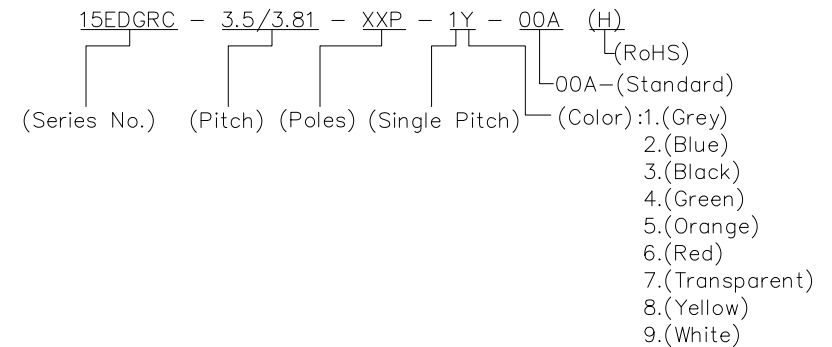 15EDGRC - 3.5/3.81 - XXP - 1Y - 00A (H)
(RoHS)
00A-(Standard)
(Series No.) (Pitch) (Poles) (Single Pitch) (Color):1.(Grey)
2.(Blue)
3.(Black)
4.(Green)
5.(Orange)
6.(Red)
7.(Transparent)
8.(Yellow)
9.(White)